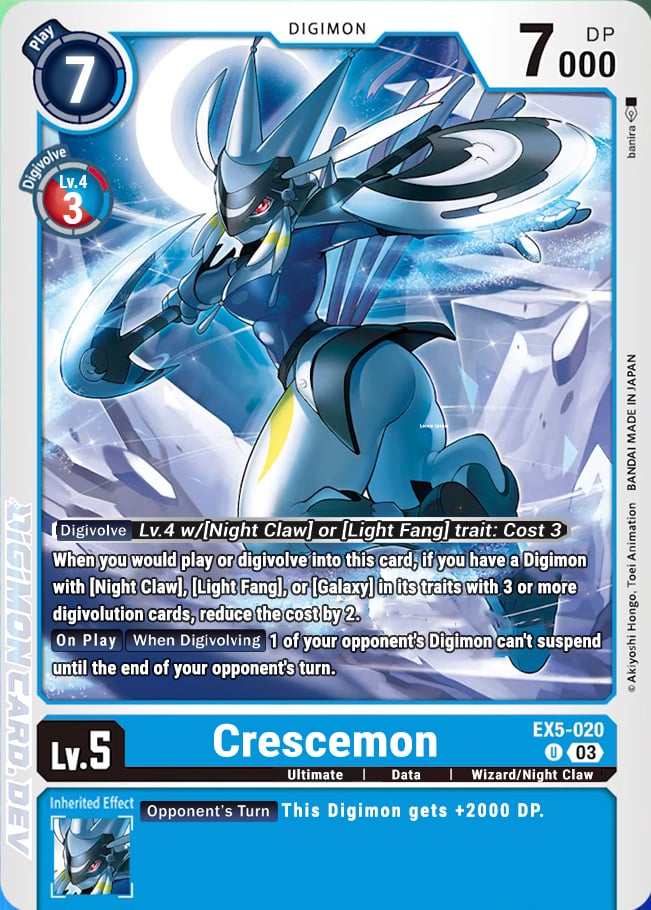 Play
7
DIGIMON
7000
DP
Digivolve
Lv.4
3
banira
Lorem Ipsum
BANDAI MADE IN JAPAN
© Akiyoshi Hongo, Toei Animation
Digivolve Lv.4 w/[Night Claw] or [Light Fang] trait: Cost 3
When you would play or digivolve into this card, if you have a Digimon
with [Night Claw], [Light Fang], or [Galaxy] in its traits with 3 or more
digivolution cards, reduce the cost by 2.
On Play When Digivolving 1 of your opponent's Digimon can't suspend
until the end of your opponent's turn.
DIGIMONCARD.DEV
Lv.5
Crescemon
EX5-020
U 03
Ultimate | Data | Wizard/Night Claw
Inherited Effect
Opponent's Turn This Digimon gets +2000 DP.